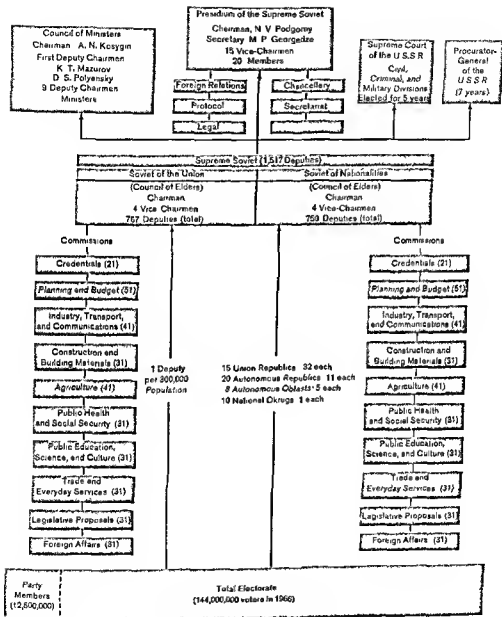 Council of Ministers
Chairman A. N. Kosygin
First Deputy Chairmen
K T. Mazurov
D S. Polyansky
9 Deputy Chairmen
Ministers
Presidium of the Supreme Soviet
Chairman, N V Podgorny
Secretary M P Georgadze
15 Vice-Chairmen
20 Members
Supreme Court of
the U.S.S.R
Civil,
Criminal, and
Military Divisions
Elected for 5 years
Procurator-
General
of the
U.S.S.R
(7 years)
Foreign Relations
Protocol
Legal
Chancellery
Secretariat
Supreme Soviet (1,517 Deputies)
Soviet of the Union
(Council of Elders)
Chairman
4 Vice Chairmen
767 Deputies (total)
Soviet of Nationalities
(Council of Elders)
Chairman
4 Vice-Chairmen
750 Deputies (total)
Commissions
Credentials (21)
Planning and Budget (51)
Industry, Transport,
and Communications (41)
Construction and
Building Materials (31)
Agriculture (41)
Public Health
and Social Security (31)
Public Education,
Science, and Culture (31)
Trade and
Everyday Services (31)
Legislative Proposals (31)
Foreign Affairs (31)
1 Deputy
per 300,000
Population
15 Union Republics 32 each
20 Autonomous Republics 11 each
8 Autonomous Oblasts 5 each
10 National Okrugs 1 each
Commissions
Credentials (21)
Planning and Budget (51)
Industry, Transport,
and Communications (41)
Construction and
Building Materials (31)
Agriculture (41)
Public Health
and Social Security (31)
Public Education,
Science, and Culture (31)
Trade and
Everyday Services (31)
Legislative Proposals (31)
Foreign Affairs (31)
Party
Members
(12,500,000)
Total Electorate
(144,000,000 voters in 1966)